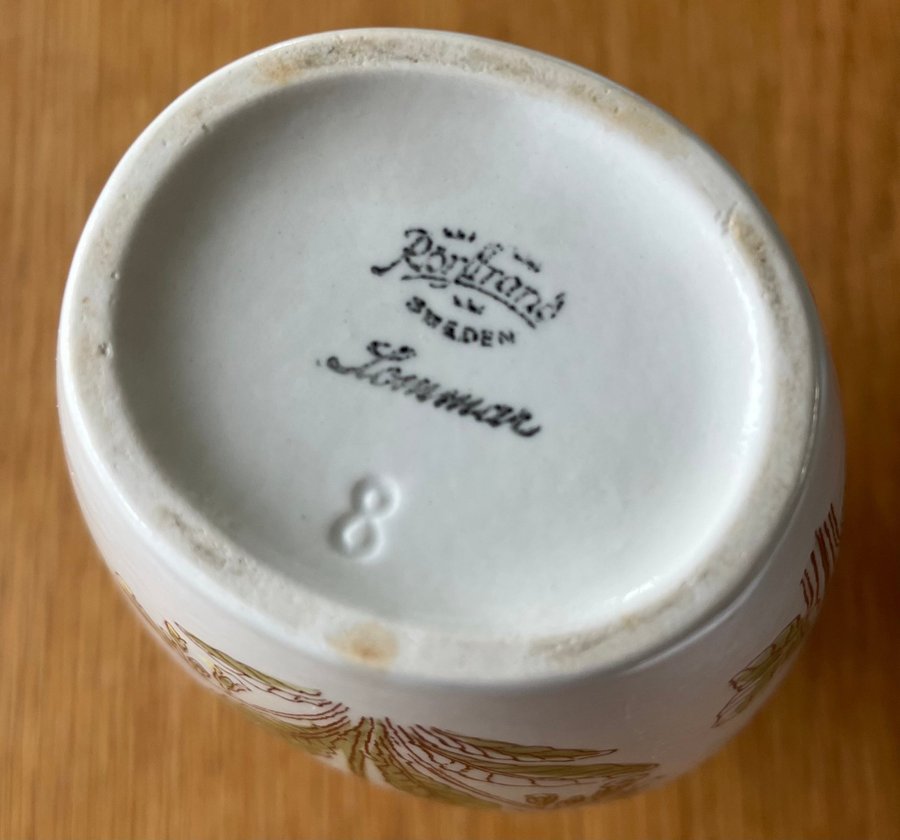 Rörstrand
SWEDEN
Sommar
8